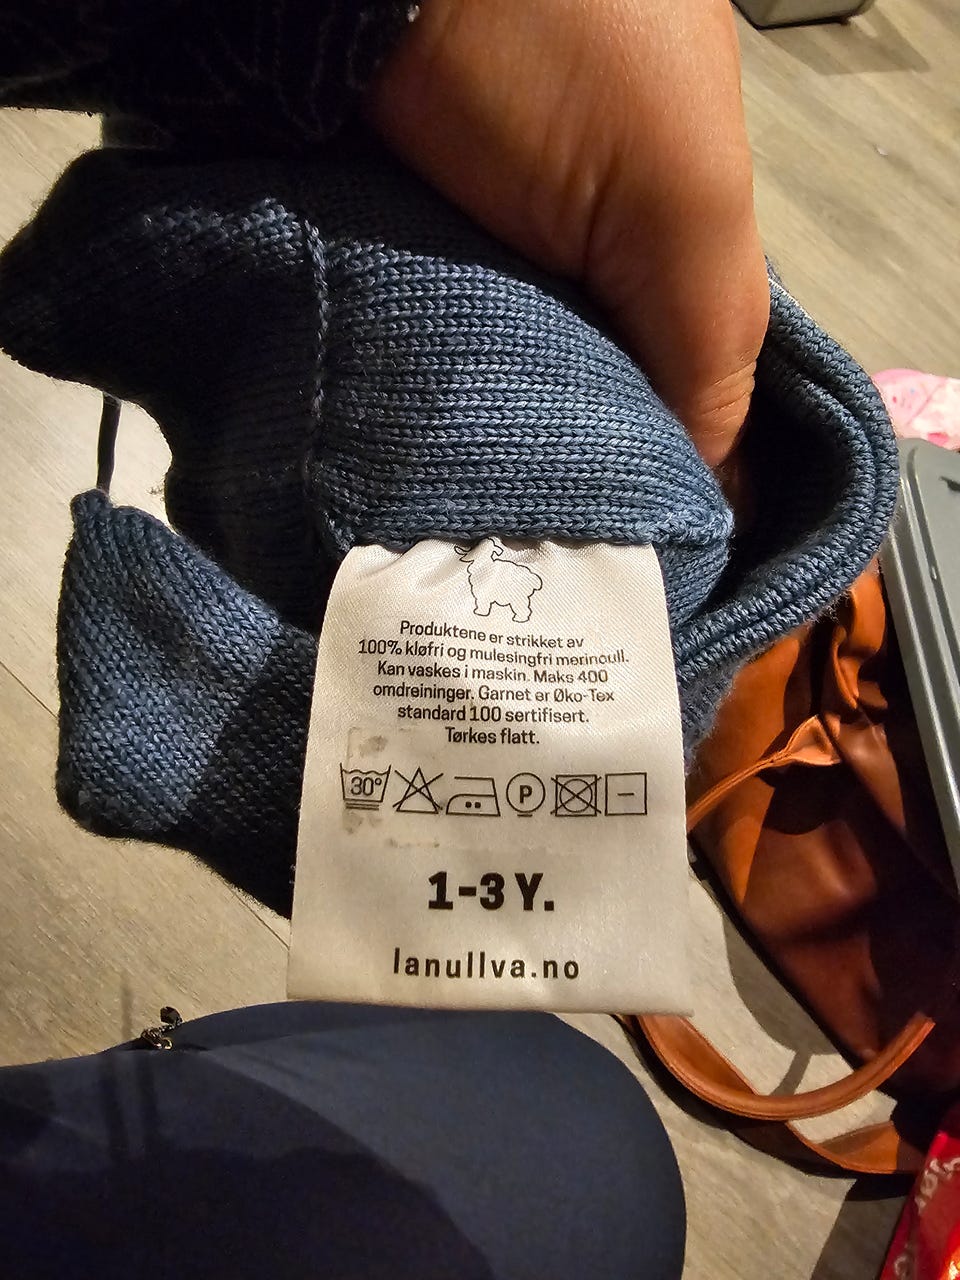 Produktene er strikket av
100% kløfri og mulesingfri merinoull.
Kan vaskes i maskin. Maks 400
omdreininger. Garnet er Øko-Tex
standard 100 sertifisert.
Tørkes flatt.
30° P
1-3 Y.
lanullva.no